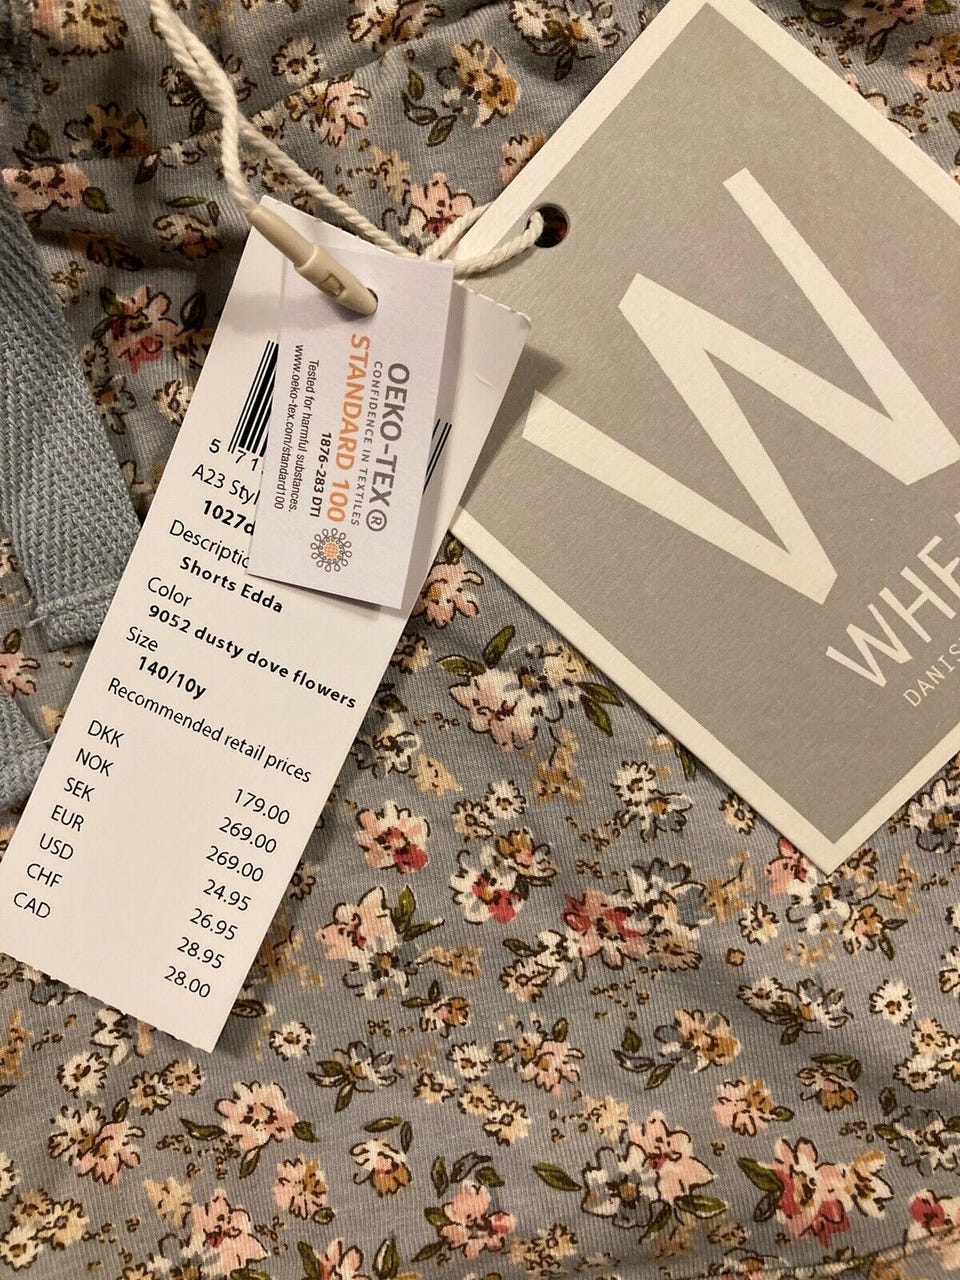 OEKO-TEX®
CONFIDENCE IN TEXTILES
STANDARD 100
1876-283 DTI
Tested for harmful substances.
www.oeko-tex.com/standard100
5 71
A23 Styl
1027d
Descriptio
Shorts Edda
Color
9052 dusty dove flowers
Size
140/10y
Recommended retail prices
DKK 179.00
NOK 269.00
SEK 269.00
EUR 24.95
USD 26.95
CHF 28.95
CAD 28.00
W
WHE
DANIS